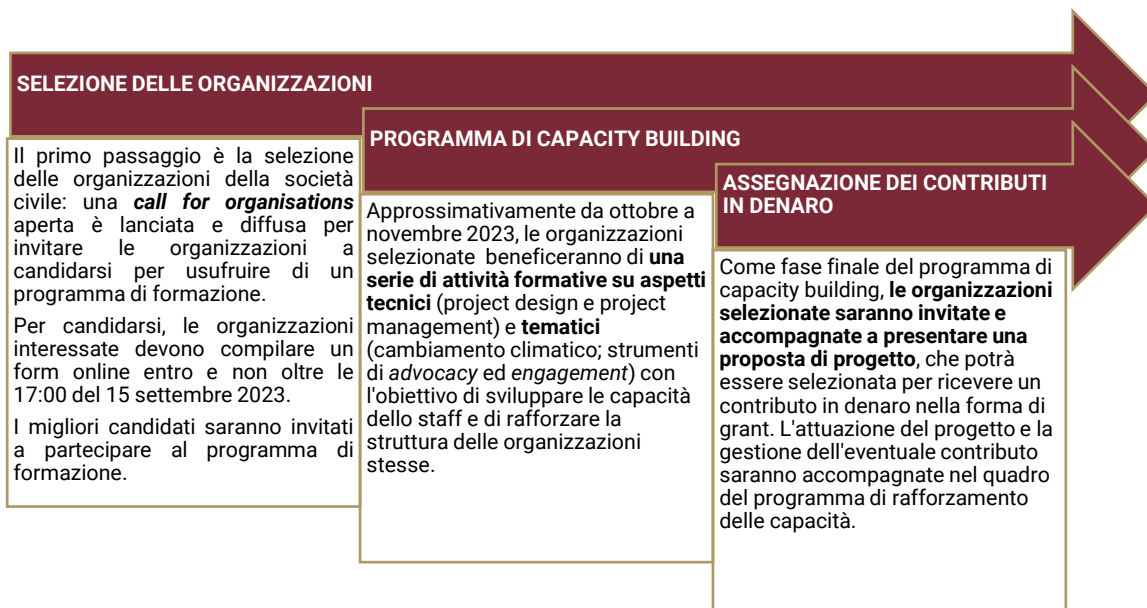 SELEZIONE DELLE ORGANIZZAZIONI
Il primo passaggio è la selezione
delle organizzazioni della società
civile: una call for organisations
aperta è lanciata e diffusa per
invitare le organizzazioni a
candidarsi per usufruire di un
programma di formazione.
Per candidarsi, le organizzazioni
interessate devono compilare un
form online entro e non oltre le
17:00 del 15 settembre 2023.
I migliori candidati saranno invitati
a partecipare al programma di
formazione.
PROGRAMMA DI CAPACITY BUILDING
Approssimativamente da ottobre a
novembre 2023, le organizzazioni
selezionate beneficeranno di una
serie di attività formative su aspetti
tecnici (project design e project
management) e tematici
(cambiamento climatico; strumenti
di advocacy ed engagement) con
l'obiettivo di sviluppare le capacità
dello staff e di rafforzare la
struttura delle organizzazioni
stesse.
ASSEGNAZIONE DEI CONTRIBUTI
IN DENARO
Come fase finale del programma di
capacity building, le organizzazioni
selezionate saranno invitate e
accompagnate a presentare una
proposta di progetto, che potrà
essere selezionata per ricevere un
contributo in denaro nella forma di
grant. L'attuazione del progetto e la
gestione dell'eventuale contributo
saranno accompagnate nel quadro
del programma di rafforzamento
delle capacità.